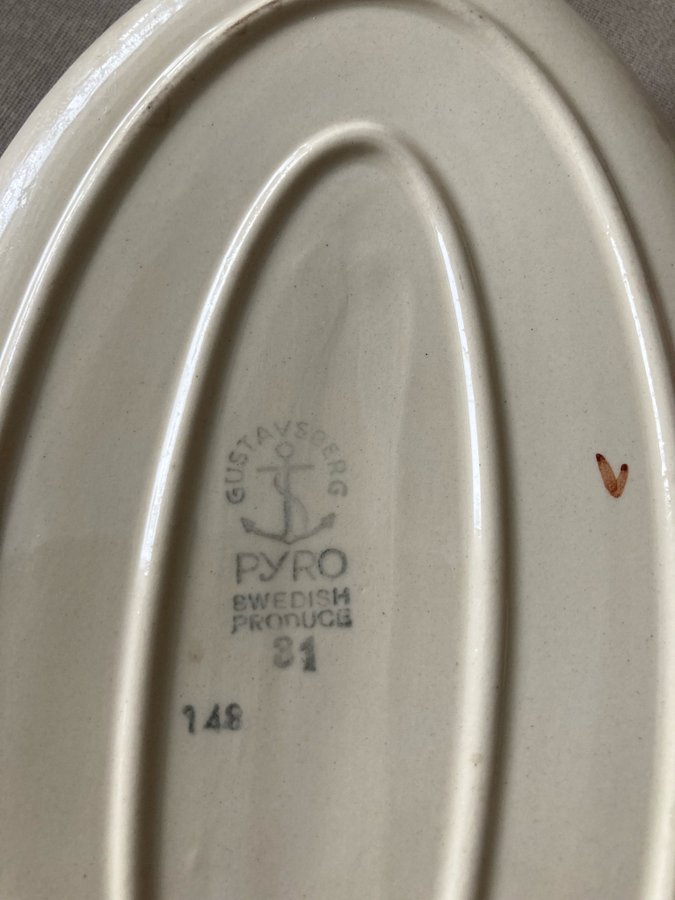 GUSTAVSBERG
PYRO
SWEDISH
PRODUCE
31
148